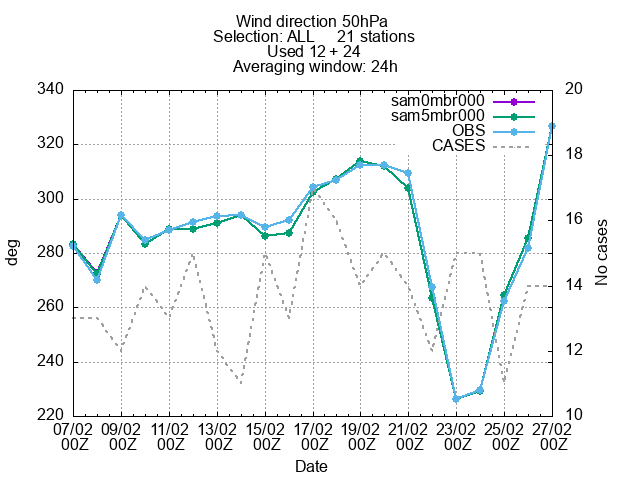 Wind direction 50hPa
Selection: ALL 21 stations
Used 12 + 24
Averaging window: 24h
340
320
300
280
260
240
220
20
18
16
14
12
10
deg
No cases
sam0mbr000
sam5mbr000
OBS
CASES
07/02 09/02 11/02 13/02 15/02 17/02 19/02 21/02 23/02 25/02 27/02
00Z 00Z 00Z 00Z 00Z 00Z 00Z 00Z 00Z 00Z 00Z
Date